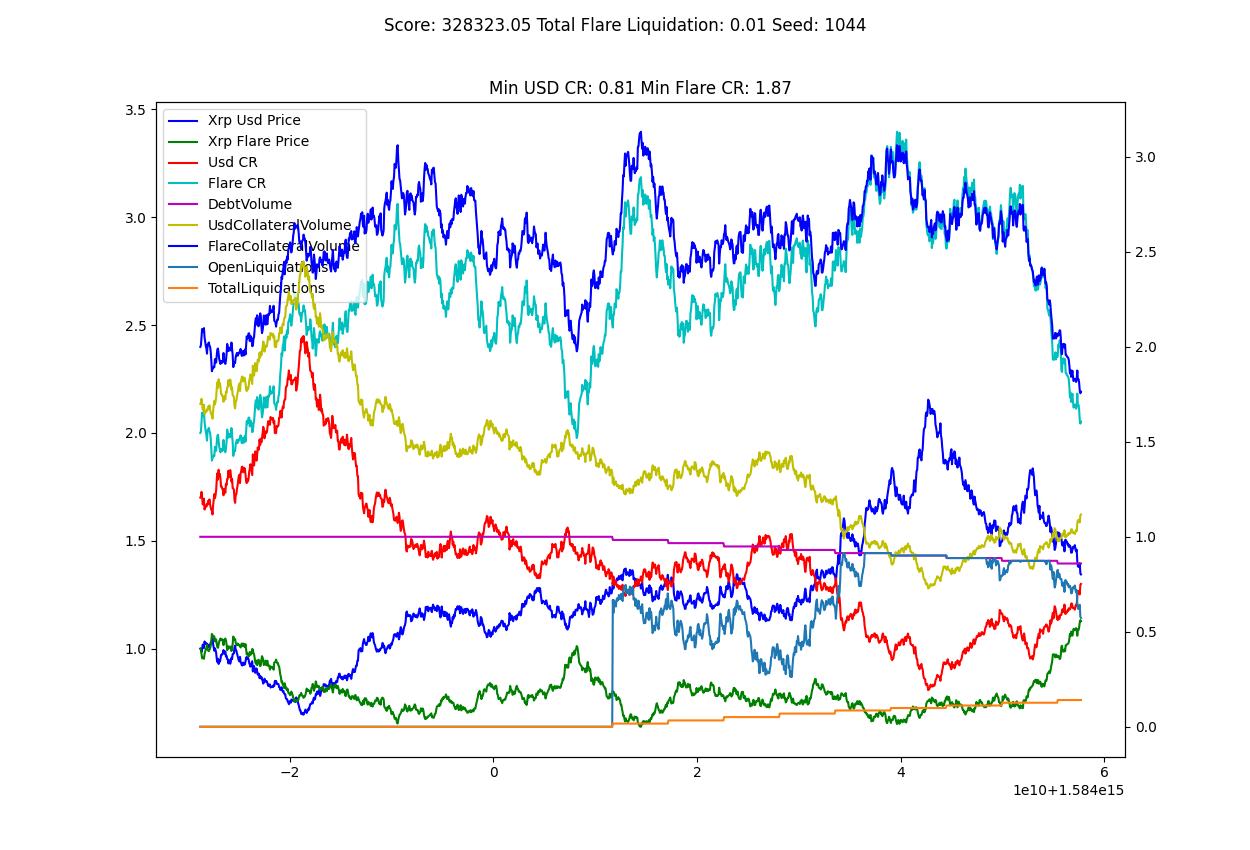 Score: 328323.05 Total Flare Liquidation: 0.01 Seed: 1044
Min USD CR: 0.81 Min Flare CR: 1.87
3.5
3.0
2.5
2.0
1.5
1.0
Xrp Usd Price
Xrp Flare Price
Usd CR
Flare CR
DebtVolume
UsdCollateralVolume
FlareCollateralVolume
OpenLiquidations
TotalLiquidations
3.0
2.5
2.0
1.5
1.0
0.5
0.0
−2 0 2 4 6
1e10+1.584e15